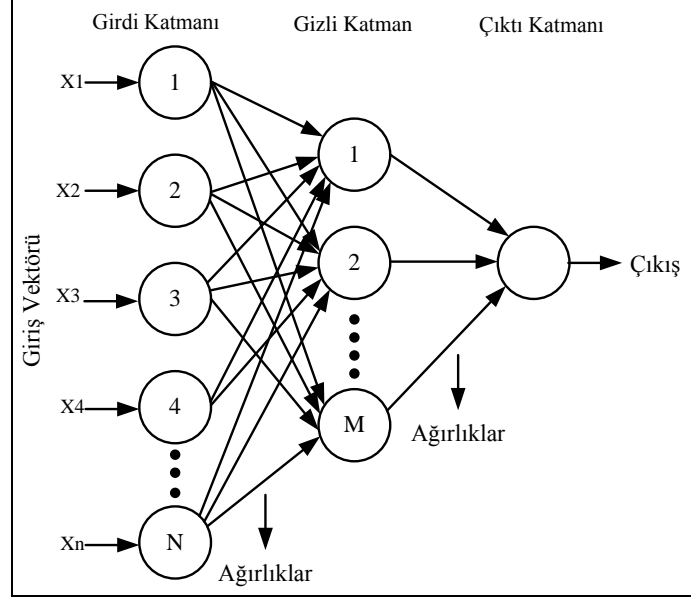 Girdi Katmanı
Gizli Katman
Çıktı Katmanı
Giriş Vektörü
X1
1
X2
2
X3
3
X4
4
Xn
N
1
2
M
Çıkış
Ağırlıklar
Ağırlıklar